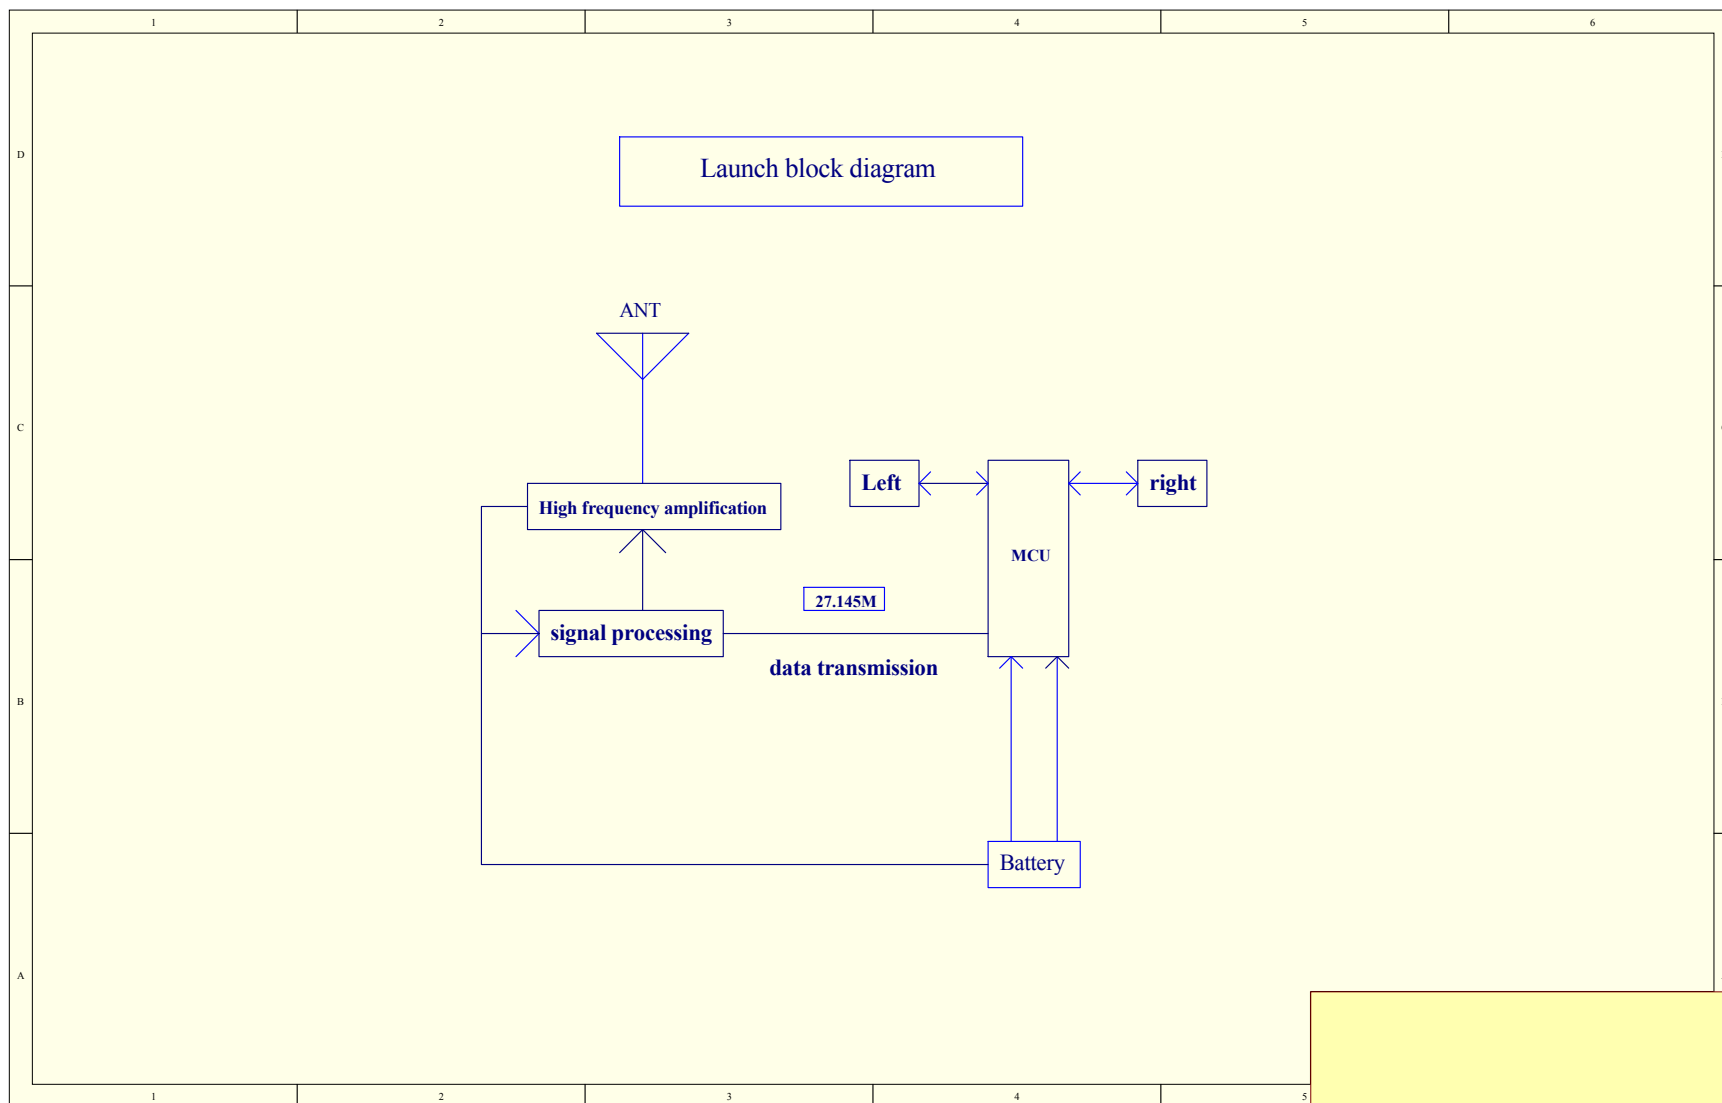 1 2 3 4 5 6
D
Launch block diagram
ANT
C
Left
right
High frequency amplification
MCU
27.145M
signal processing
data transmission
B
Battery
A
1 2 3 4 5